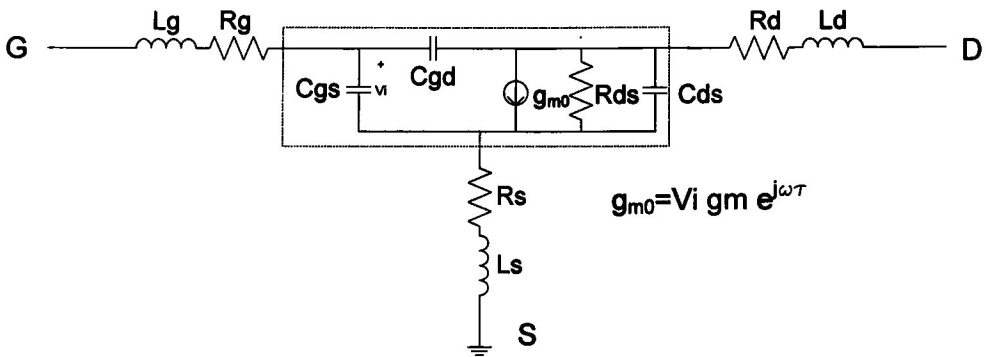 Lg Rg Rd Ld
G D
+
Cgs Vi Cgd gm0 Rds Cds
Rs
gm0=Vi gm e^jωτ
Ls
S